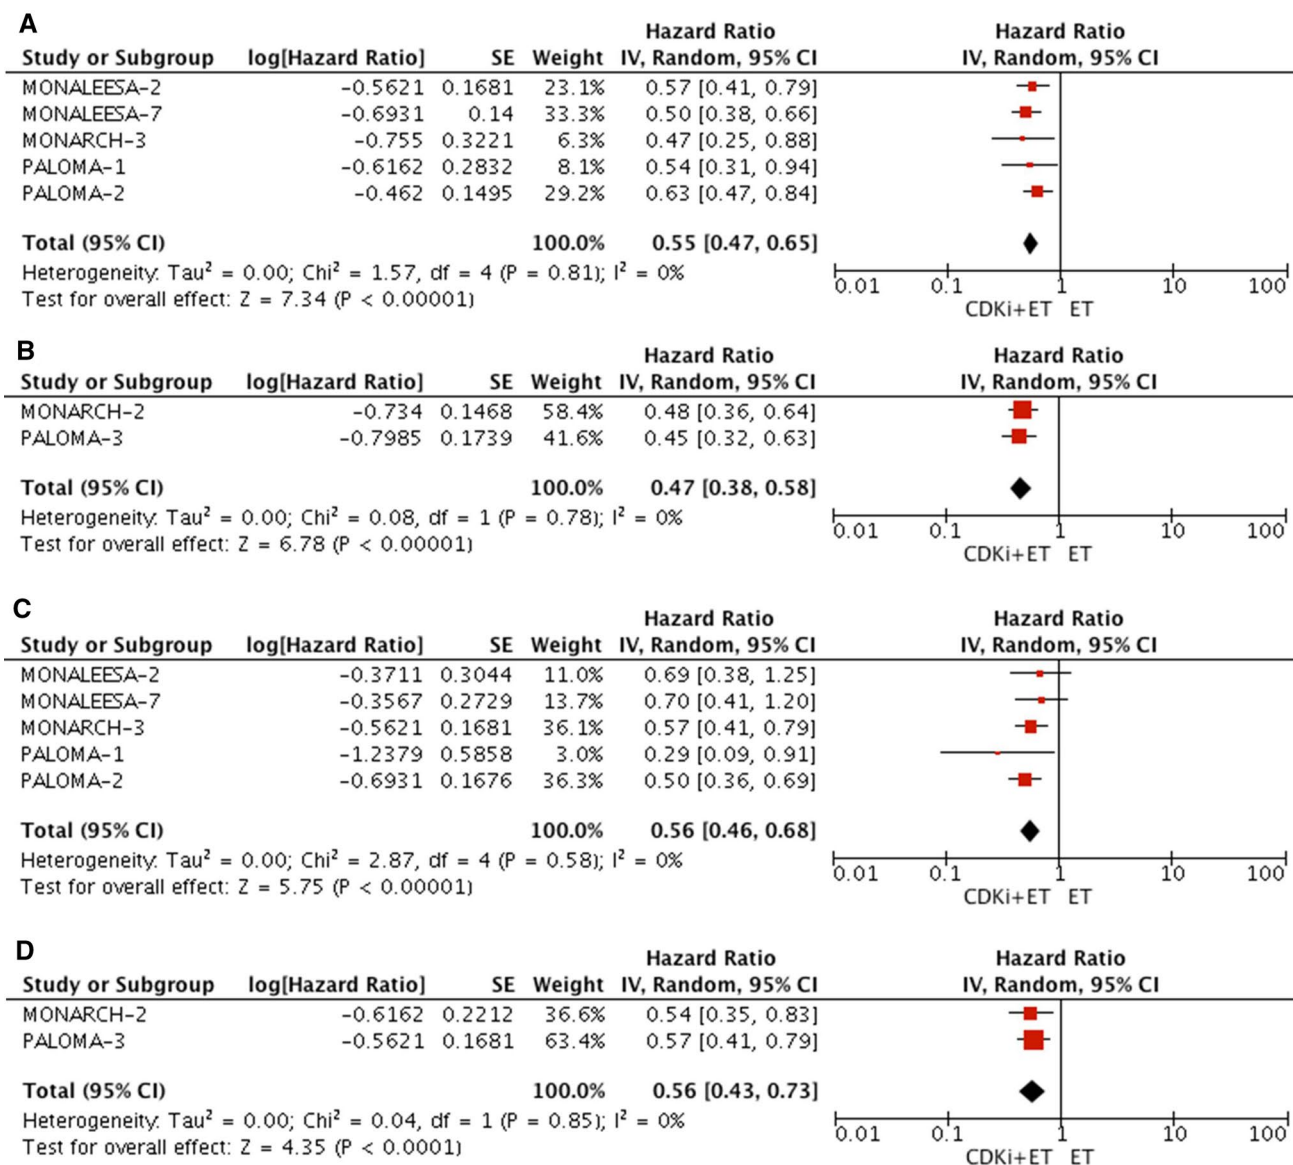 A
Hazard Ratio Hazard Ratio
Study or Subgroup log[Hazard Ratio] SE Weight IV, Random, 95% CI IV, Random, 95% CI
MONALEESA-2 -0.5621 0.1681 23.1% 0.57 [0.41, 0.79]
MONALEESA-7 -0.6931 0.14 33.3% 0.50 [0.38, 0.66]
MONARCH-3 -0.755 0.3221 6.3% 0.47 [0.25, 0.88]
PALOMA-1 -0.6162 0.2832 8.1% 0.54 [0.31, 0.94]
PALOMA-2 -0.462 0.1495 29.2% 0.63 [0.47, 0.84]
Total (95% CI) 100.0% 0.55 [0.47, 0.65]
Heterogeneity: Tau² = 0.00; Chi² = 1.57, df = 4 (P = 0.81); I² = 0%
Test for overall effect: Z = 7.34 (P < 0.00001)
0.01 0.1 1 10 100
CDKi+ET ET
B
Hazard Ratio Hazard Ratio
Study or Subgroup log[Hazard Ratio] SE Weight IV, Random, 95% CI IV, Random, 95% CI
MONARCH-2 -0.734 0.1468 58.4% 0.48 [0.36, 0.64]
PALOMA-3 -0.7985 0.1739 41.6% 0.45 [0.32, 0.63]
Total (95% CI) 100.0% 0.47 [0.38, 0.58]
Heterogeneity: Tau² = 0.00; Chi² = 0.08, df = 1 (P = 0.78); I² = 0%
Test for overall effect: Z = 6.78 (P < 0.00001)
0.01 0.1 1 10 100
CDKi+ET ET
C
Hazard Ratio Hazard Ratio
Study or Subgroup log[Hazard Ratio] SE Weight IV, Random, 95% CI IV, Random, 95% CI
MONALEESA-2 -0.3711 0.3044 11.0% 0.69 [0.38, 1.25]
MONALEESA-7 -0.3567 0.2729 13.7% 0.70 [0.41, 1.20]
MONARCH-3 -0.5621 0.1681 36.1% 0.57 [0.41, 0.79]
PALOMA-1 -1.2379 0.5858 3.0% 0.29 [0.09, 0.91]
PALOMA-2 -0.6931 0.1676 36.3% 0.50 [0.36, 0.69]
Total (95% CI) 100.0% 0.56 [0.46, 0.68]
Heterogeneity: Tau² = 0.00; Chi² = 2.87, df = 4 (P = 0.58); I² = 0%
Test for overall effect: Z = 5.75 (P < 0.00001)
0.01 0.1 1 10 100
CDKi+ET ET
D
Hazard Ratio Hazard Ratio
Study or Subgroup log[Hazard Ratio] SE Weight IV, Random, 95% CI IV, Random, 95% CI
MONARCH-2 -0.6162 0.2212 36.6% 0.54 [0.35, 0.83]
PALOMA-3 -0.5621 0.1681 63.4% 0.57 [0.41, 0.79]
Total (95% CI) 100.0% 0.56 [0.43, 0.73]
Heterogeneity: Tau² = 0.00; Chi² = 0.04, df = 1 (P = 0.85); I² = 0%
Test for overall effect: Z = 4.35 (P < 0.0001)
0.01 0.1 1 10 100
CDKi+ET ET